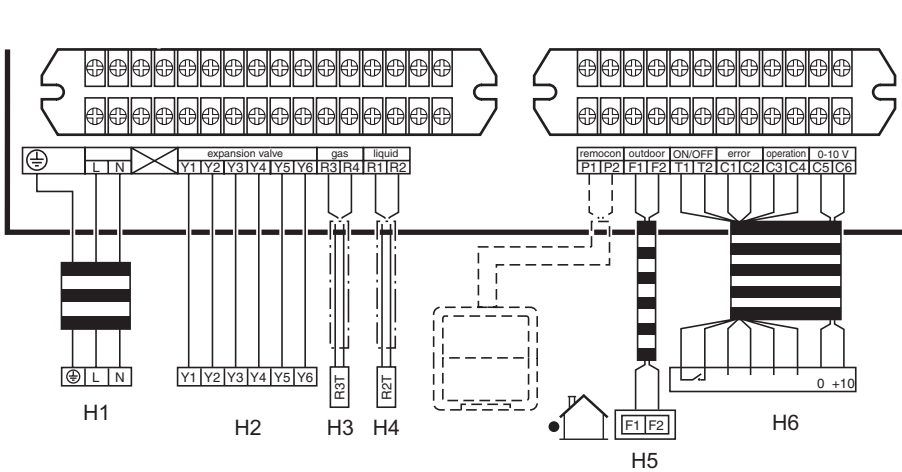 expansion valve gas liquid
L N Y1 Y2 Y3 Y4 Y5 Y6 R3 R4 R1 R2
remocon outdoor ON/OFF error operation 0-10 V
P1 P2 F1 F2 T1 T2 C1 C2 C3 C4 C5 C6
L N
Y1 Y2 Y3 Y4 Y5 Y6
R3T
R2T
0 +10
F1 F2
H1
H2
H3
H4
H5
H6